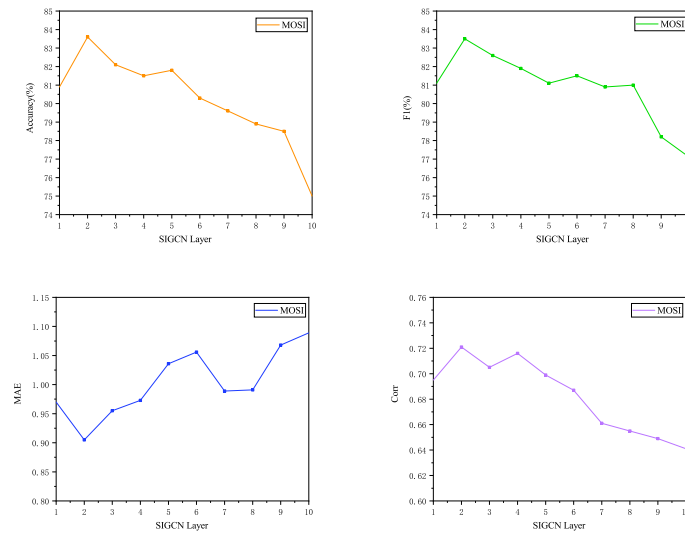 85
84
83
82
81
80
79
78
77
76
75
74
Accuracy(%)
MOSI
1 2 3 4 5 6 7 8 9 10
SIGCN Layer
85
84
83
82
81
80
79
78
77
76
75
74
F1(%)
MOSI
1 2 3 4 5 6 7 8 9
SIGCN Layer
1.15
1.10
1.05
1.00
0.95
0.90
0.85
0.80
MAE
MOSI
1 2 3 4 5 6 7 8 9 10
SIGCN Layer
0.76
0.74
0.72
0.70
0.68
0.66
0.64
0.62
0.60
Corr
MOSI
1 2 3 4 5 6 7 8 9
SIGCN Layer